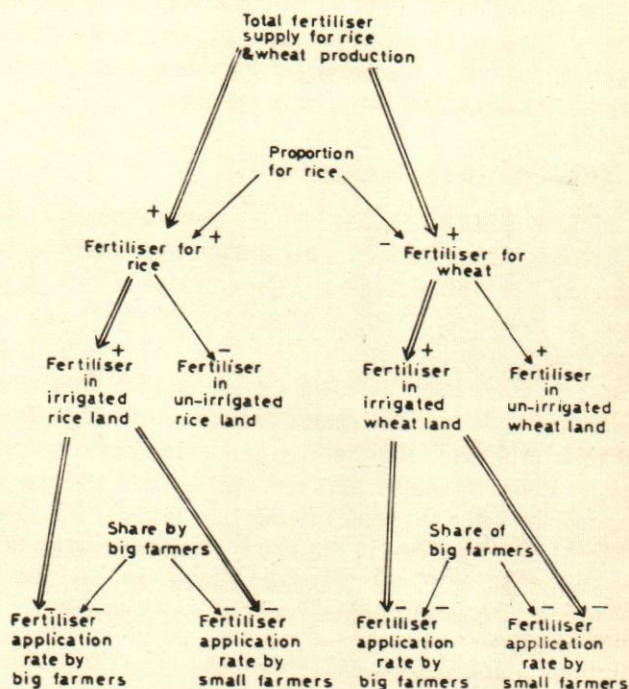 Total fertiliser
supply for rice
&wheat production
Proportion
for rice
+
+
-
+
Fertiliser for
rice
Fertiliser for
wheat
+
-
+
+
Fertiliser
in
irrigated
rice land
Fertiliser
in
un-irrigated
rice land
Fertiliser
in
irrigated
wheat land
Fertiliser
in
un-irrigated
wheat land
Share by
big farmers
Share of
big farmers
-
-
-
-
-
-
-
-
Fertiliser
application
rate by
big farmers
Fertiliser
application
rate by
small farmers
Fertiliser
application
rate by
big farmers
Fertiliser
application
rate by
small farmers